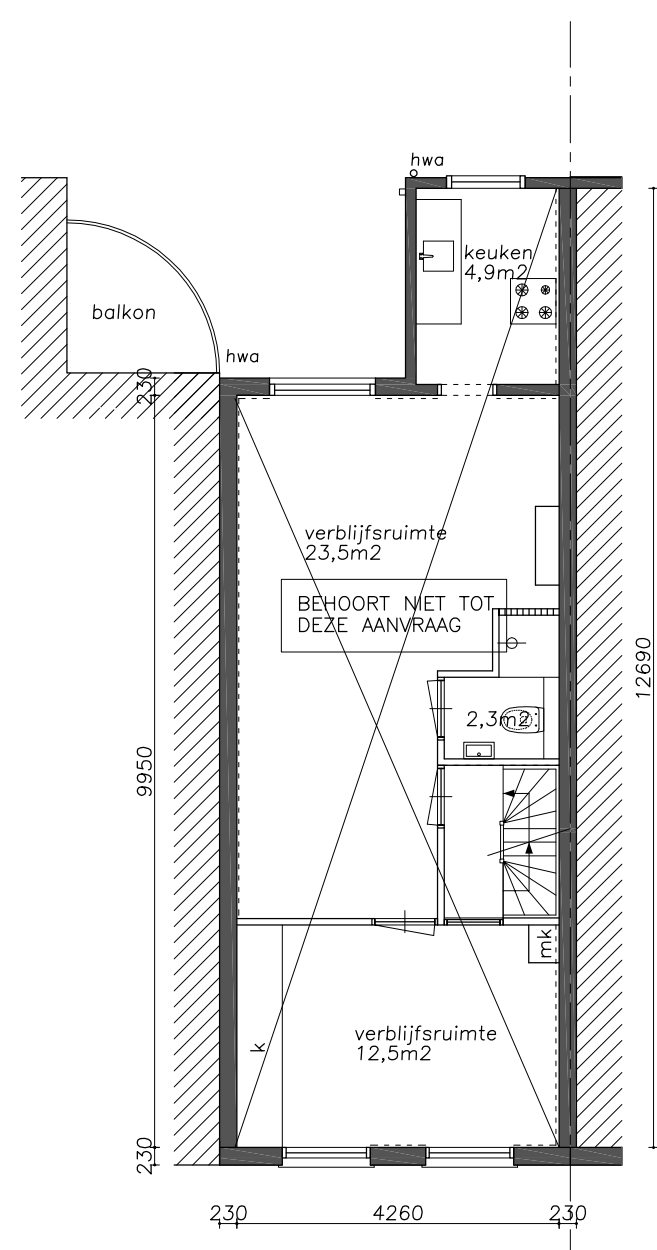 hwa
keuken
4,9m2
balkon
hwa
230
verblijfsruimte
23,5m2
BEHOORT NIET TOT
DEZE AANVRAAG
12690
2,3m2
9950
mk
verblijfsruimte
12,5m2
k
230
230
4260
230